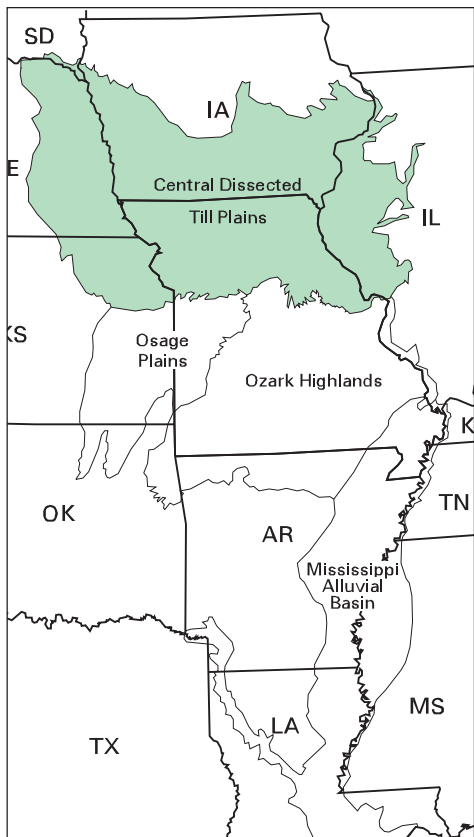 SD
IA
E
Central Dissected
Till Plains
IL
KS
Osage
Plains
Ozark Highlands
K
TN
OK
AR
Mississippi
Alluvial
Basin
MS
LA
TX